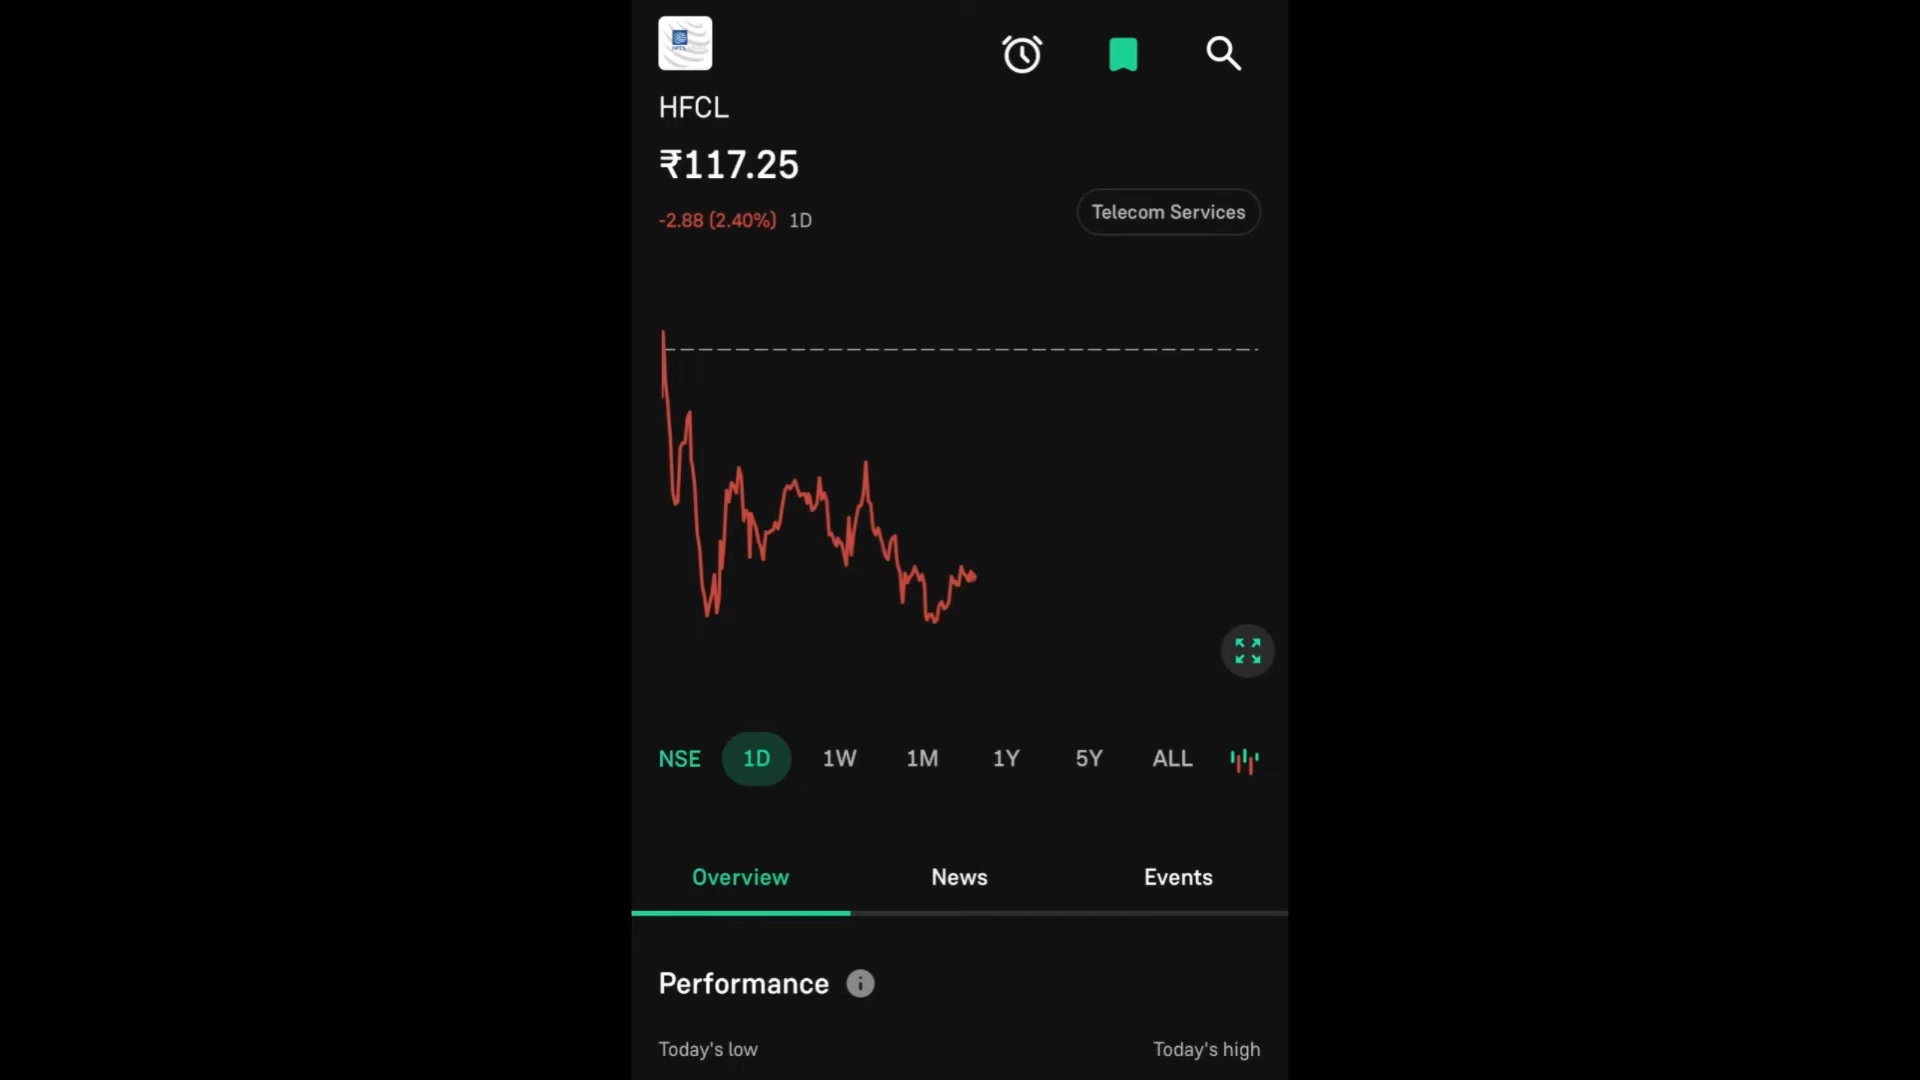 HFCL
HFCL
₹117.25
-2.88 (2.40%) 1D
Telecom Services
NSE 1D 1W 1M 1Y 5Y ALL
Overview News Events
Performance
Today's low Today's high